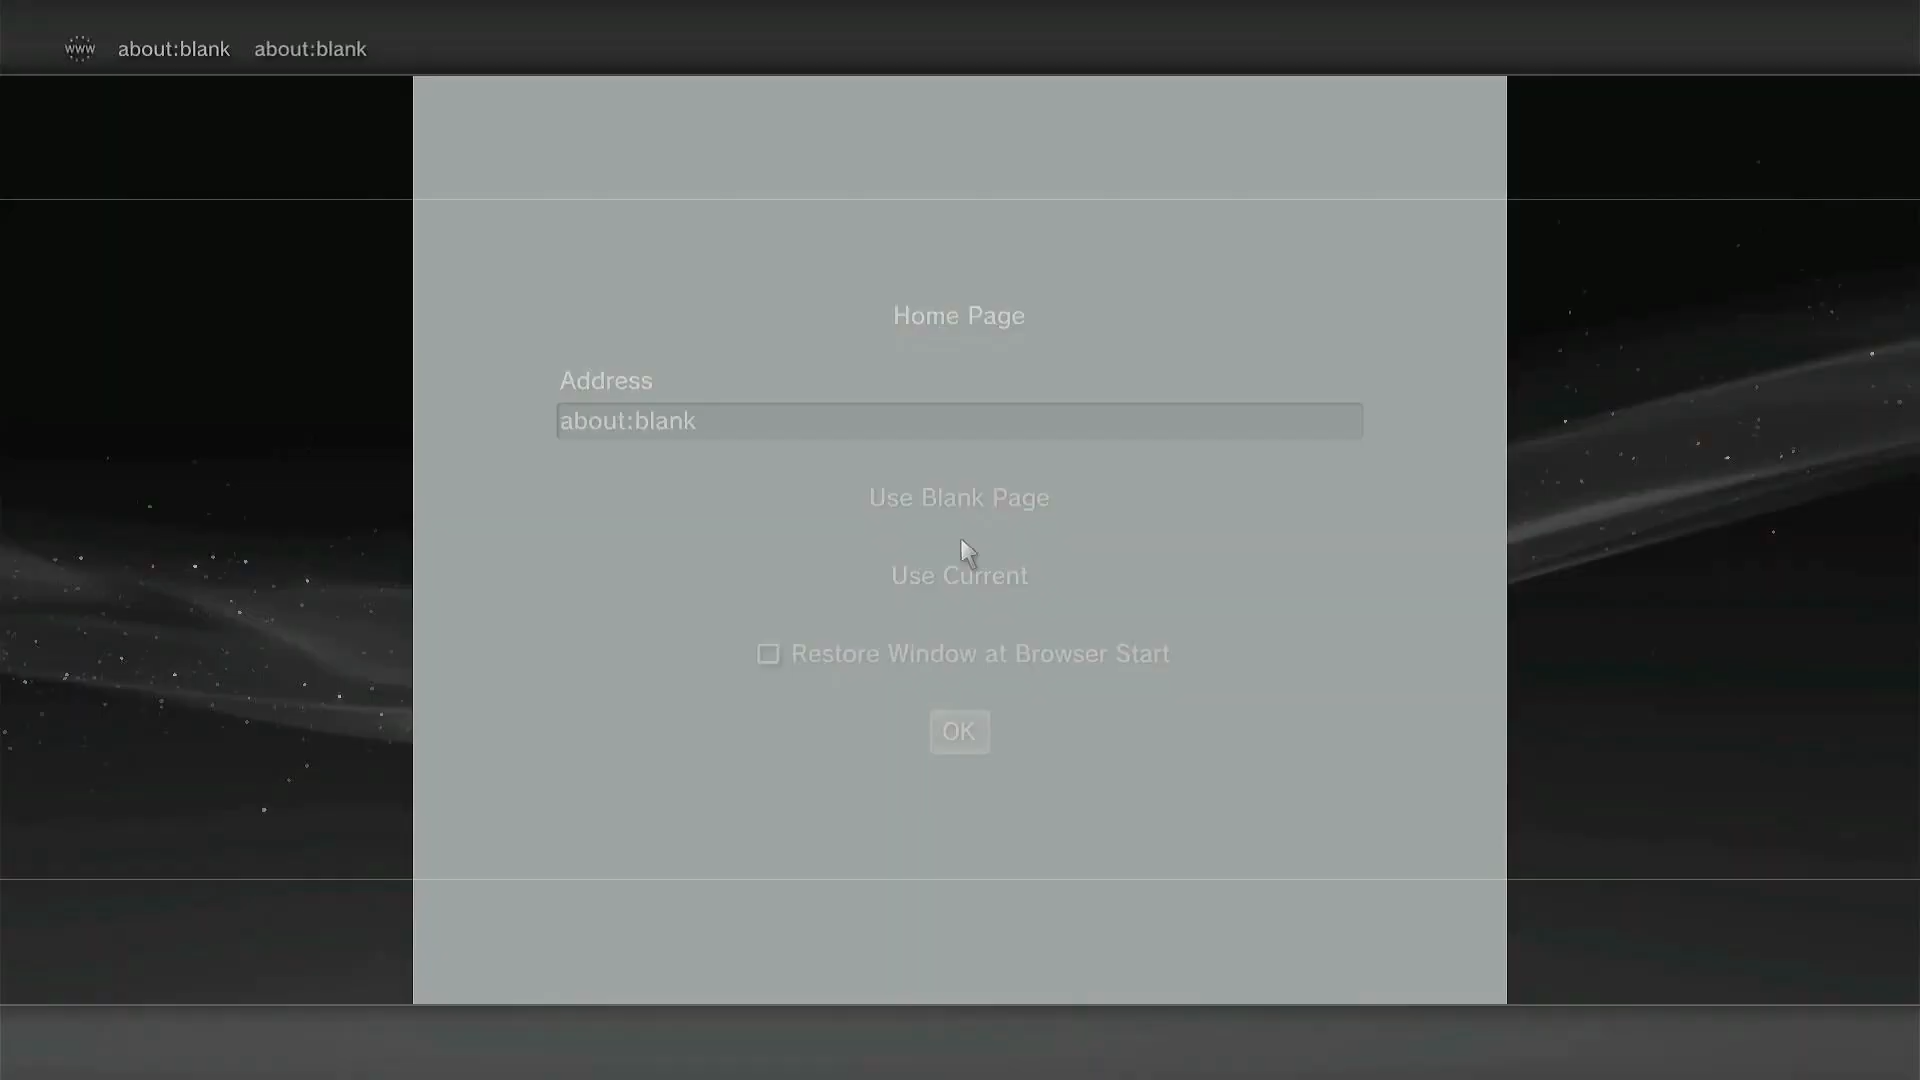 www about:blank about:blank
Home Page
Address
about:blank
Use Blank Page
Use Current
Restore Window at Browser Start
OK